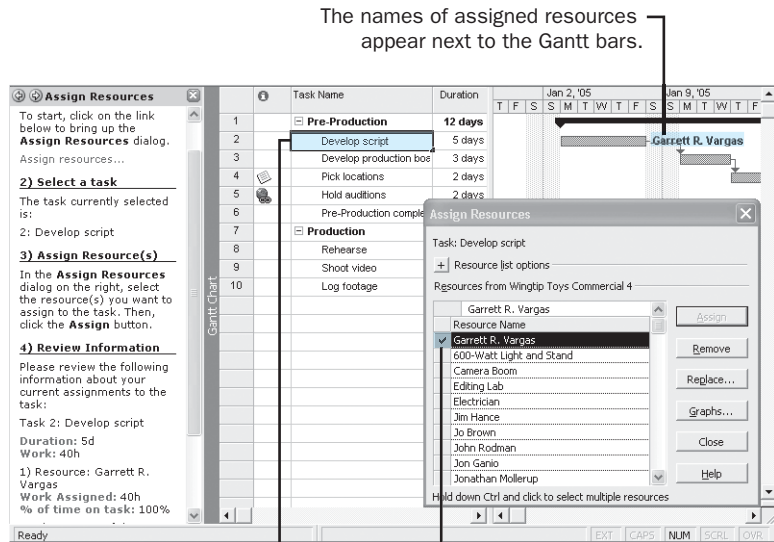 The names of assigned resources
appear next to the Gantt bars.
Assign Resources
To start, click on the link
below to bring up the
Assign Resources dialog.
Assign resources...
2) Select a task
The task currently selected
is:
2: Develop script
3) Assign Resource(s)
In the Assign Resources
dialog on the right, select
the resource(s) you want to
assign to the task. Then,
click the Assign button.
4) Review Information
Please review the following
information about your
current assignments to the
task:
Task 2: Develop script
Duration: 5d
Work: 40h
1) Resource: Garrett R.
Vargas
Work Assigned: 40h
% of time on task: 100%
Gantt Chart
Task Name Duration
Jan 2, '05 Jan 9, '05
T F S S M T W T F S S M T W T F
1 Pre-Production 12 days
2 Develop script 5 days Garrett R. Vargas
3 Develop production boa 3 days
4 Pick locations 2 days
5 Hold auditions 2 days
6 Pre-Production comple
7 Production
8 Rehearse
9 Shoot video
10 Log footage
Assign Resources
Task: Develop script
+ Resource list options
Resources from Wingtip Toys Commercial 4
Garrett R. Vargas
Resource Name
Garrett R. Vargas
600-Watt Light and Stand
Camera Boom
Editing Lab
Electrician
Jim Hance
Jo Brown
John Rodman
Jon Ganio
Jonathan Mollerup
Assign
Remove
Replace...
Graphs...
Close
Help
Hold down Ctrl and click to select multiple resources
Ready
EXT CAPS NUM SCRL OVR